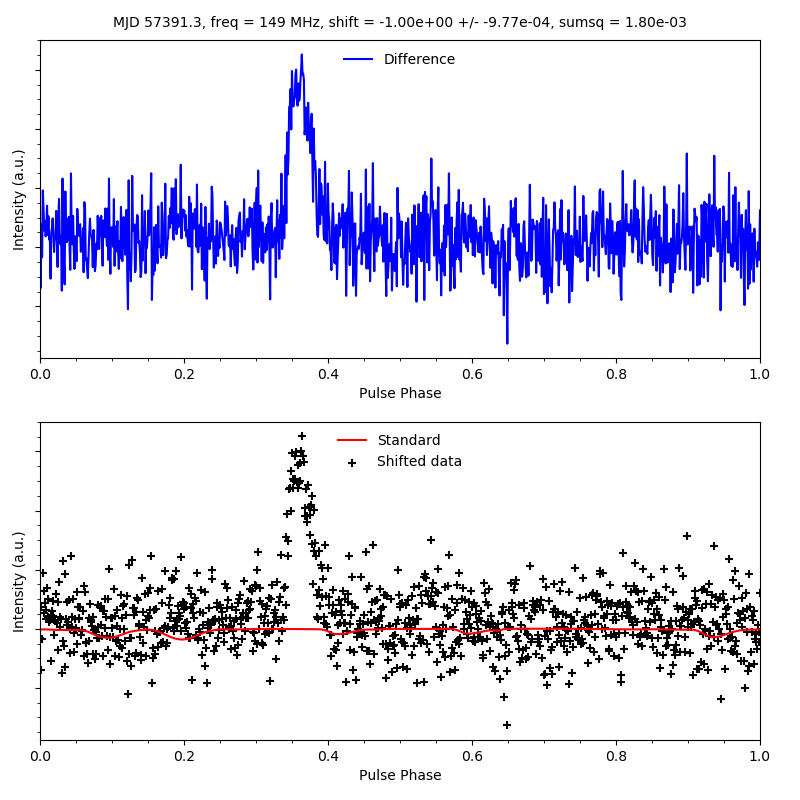 MJD 57391.3, freq = 149 MHz, shift = -1.00e+00 +/- -9.77e-04, sumsq = 1.80e-03
Difference
Intensity (a.u.)
0.0 0.2 0.4 0.6 0.8 1.0
Pulse Phase
Standard
Shifted data
Intensity (a.u.)
0.0 0.2 0.4 0.6 0.8 1.0
Pulse Phase